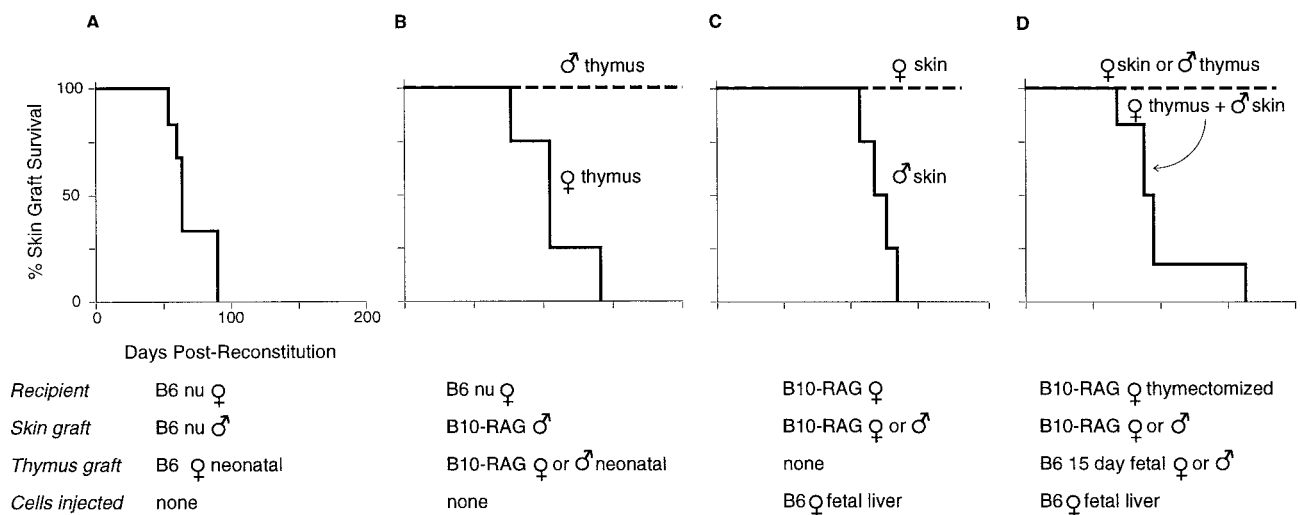 A B C D
♂ thymus
♀ skin
♀ skin or ♂ thymus
100
♀ thymus + ♂ skin
♀ thymus
♂ skin
% Skin Graft Survival
50
0
0 100 200
Days Post-Reconstitution
Recipient B6 nu ♀ B6 nu ♀ B10-RAG ♀ B10-RAG ♀ thymectomized
Skin graft B6 nu ♂ B10-RAG ♂ B10-RAG ♀ or ♂ B10-RAG ♀ or ♂
Thymus graft B6 ♀ neonatal B10-RAG ♀ or ♂ neonatal none B6 15 day fetal ♀ or ♂
Cells injected none none B6♀ fetal liver B6♀ fetal liver